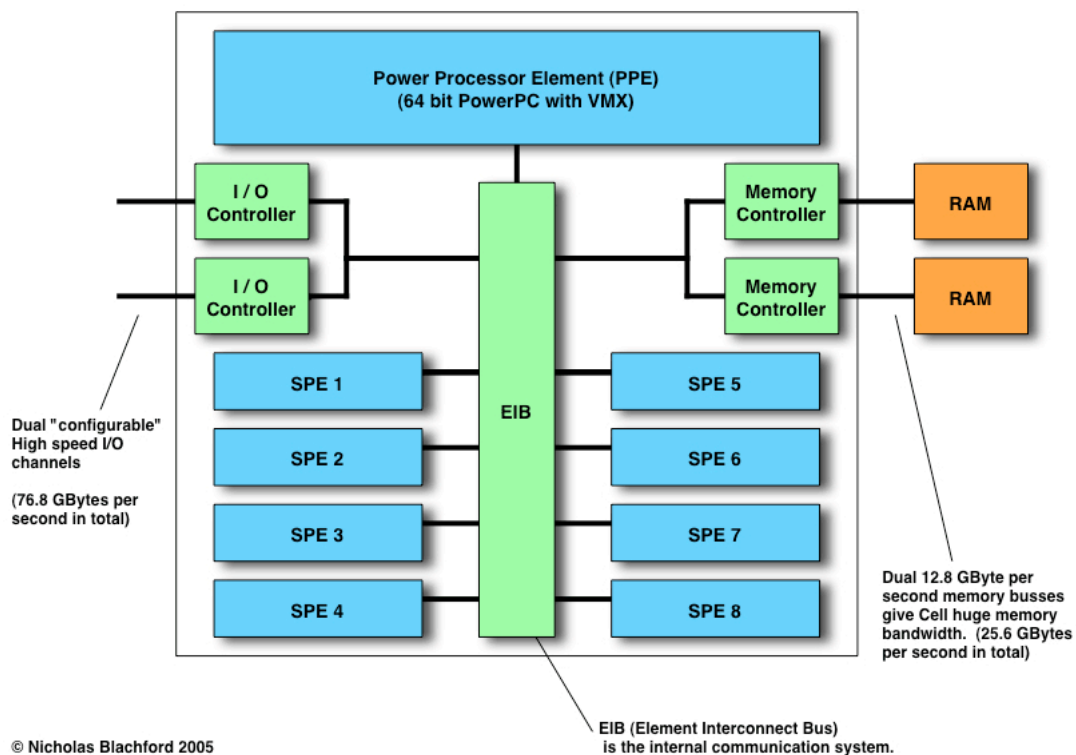 Power Processor Element (PPE)
(64 bit PowerPC with VMX)
I / O
Controller
Memory
Controller
RAM
I / O
Controller
Memory
Controller
RAM
SPE 1
SPE 5
EIB
SPE 2
SPE 6
SPE 3
SPE 7
SPE 4
SPE 8
Dual "configurable"
High speed I/O
channels
(76.8 GBytes per
second in total)
Dual 12.8 GByte per
second memory busses
give Cell huge memory
bandwidth.  (25.6 GBytes
per second in total)
EIB (Element Interconnect Bus)
is the internal communication system.
© Nicholas Blachford 2005